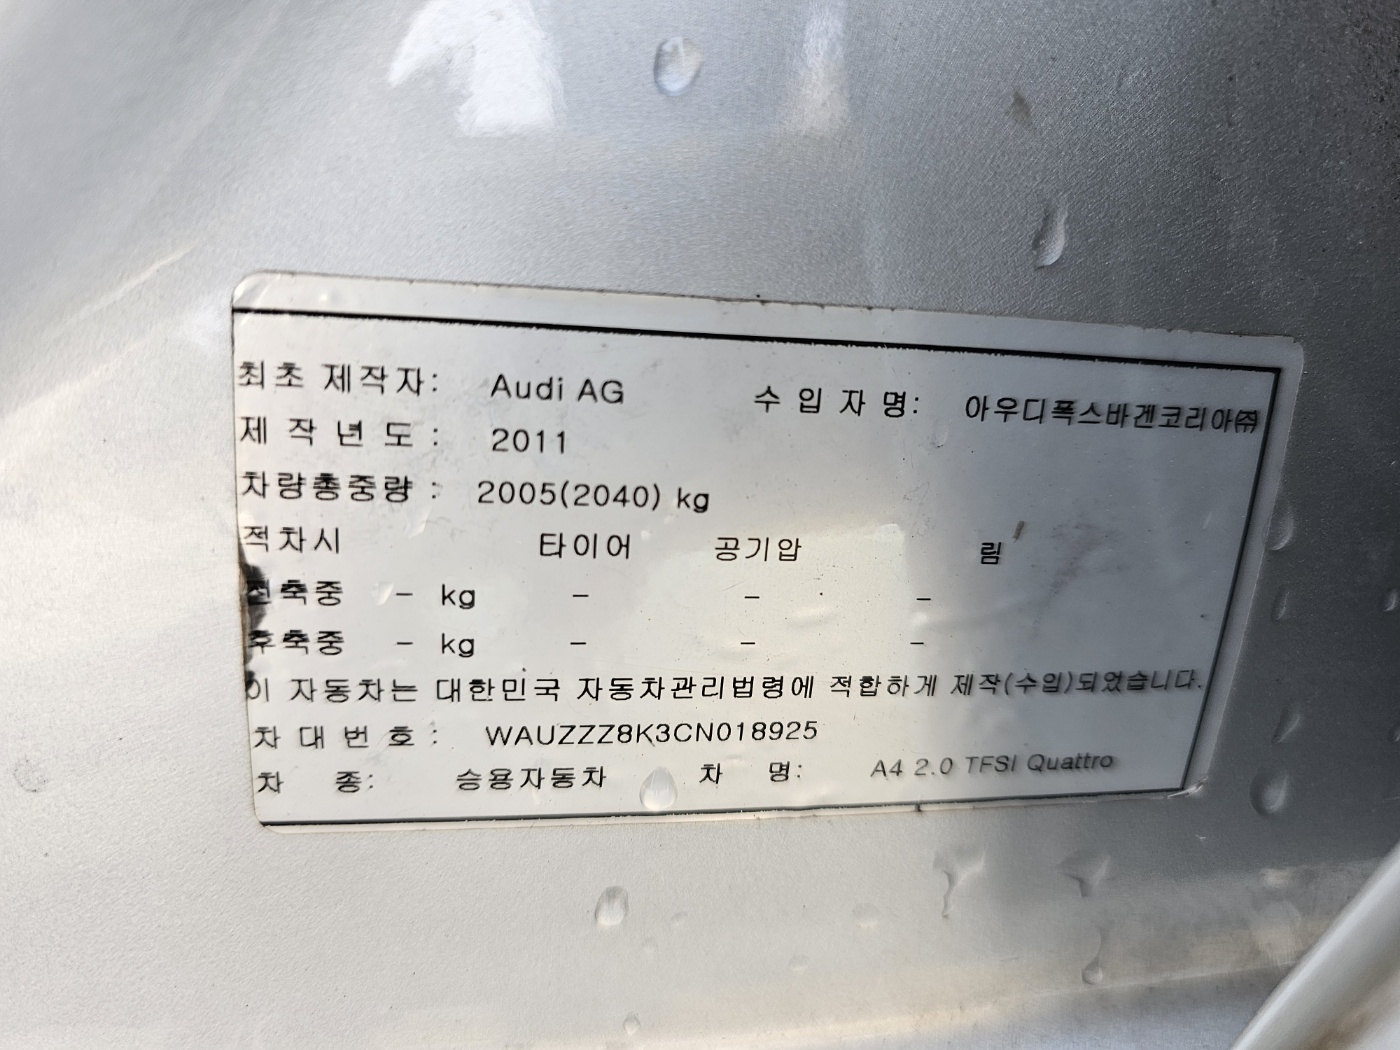 최초 제작자: Audi AG 수 입 자 명: 아우디폭스바겐코리아㈜
제 작 년 도 : 2011
차량총중량 : 2005(2040) kg
적차시 타이어 공기압 림
전축중 - kg - - -
후축중 - kg - - -
이 자동차는 대한민국 자동차관리법령에 적합하게 제작(수입)되었습니다.
차 대 번 호 : WAUZZZ8K3CN018925
차 종: 승용자동차 차 명: A4 2.0 TFSI Quattro